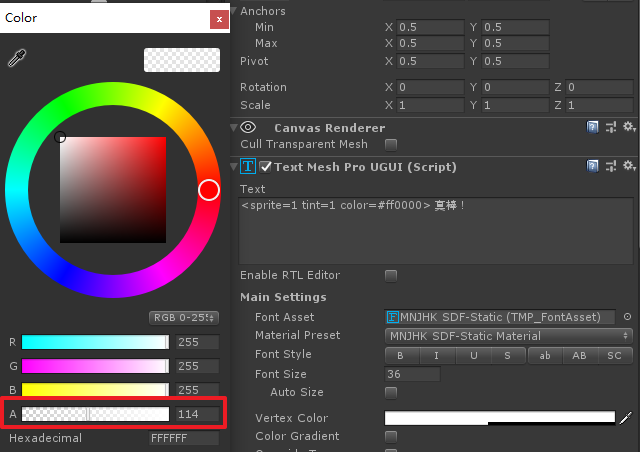 Color
x
RGB 0-255
R 255
G 255
B 255
A 114
Hexadecimal FFFFFF
Anchors
Min X 0.5 Y 0.5
Max X 0.5 Y 0.5
Pivot X 0.5 Y 0.5
Rotation X 0 Y 0 Z 0
Scale X 1 Y 1 Z 1
Canvas Renderer
Cull Transparent Mesh
T Text Mesh Pro UGUI (Script)
Text
<sprite=1 tint=1 color=#ff0000> 真棒！
Enable RTL Editor
Main Settings
Font Asset F MNJHK SDF-Static (TMP_FontAsset)
Material Preset MNJHK SDF-Static Material
Font Style B I U S ab AB SC
Font Size 36
Auto Size
Vertex Color
Color Gradient